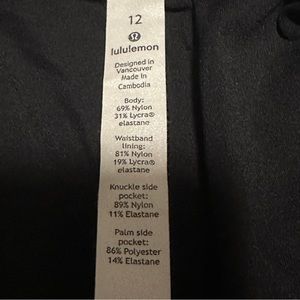 12
lululemon
Designed in
Vancouver
Made in
Cambodia
Body:
69% Nylon
31% Lycra®
elastane
Waistband
lining:
81% Nylon
19% Lycra®
elastane
Knuckle side
pocket:
89% Nylon
11% Elastane
Palm side
pocket:
86% Polyester
14% Elastane